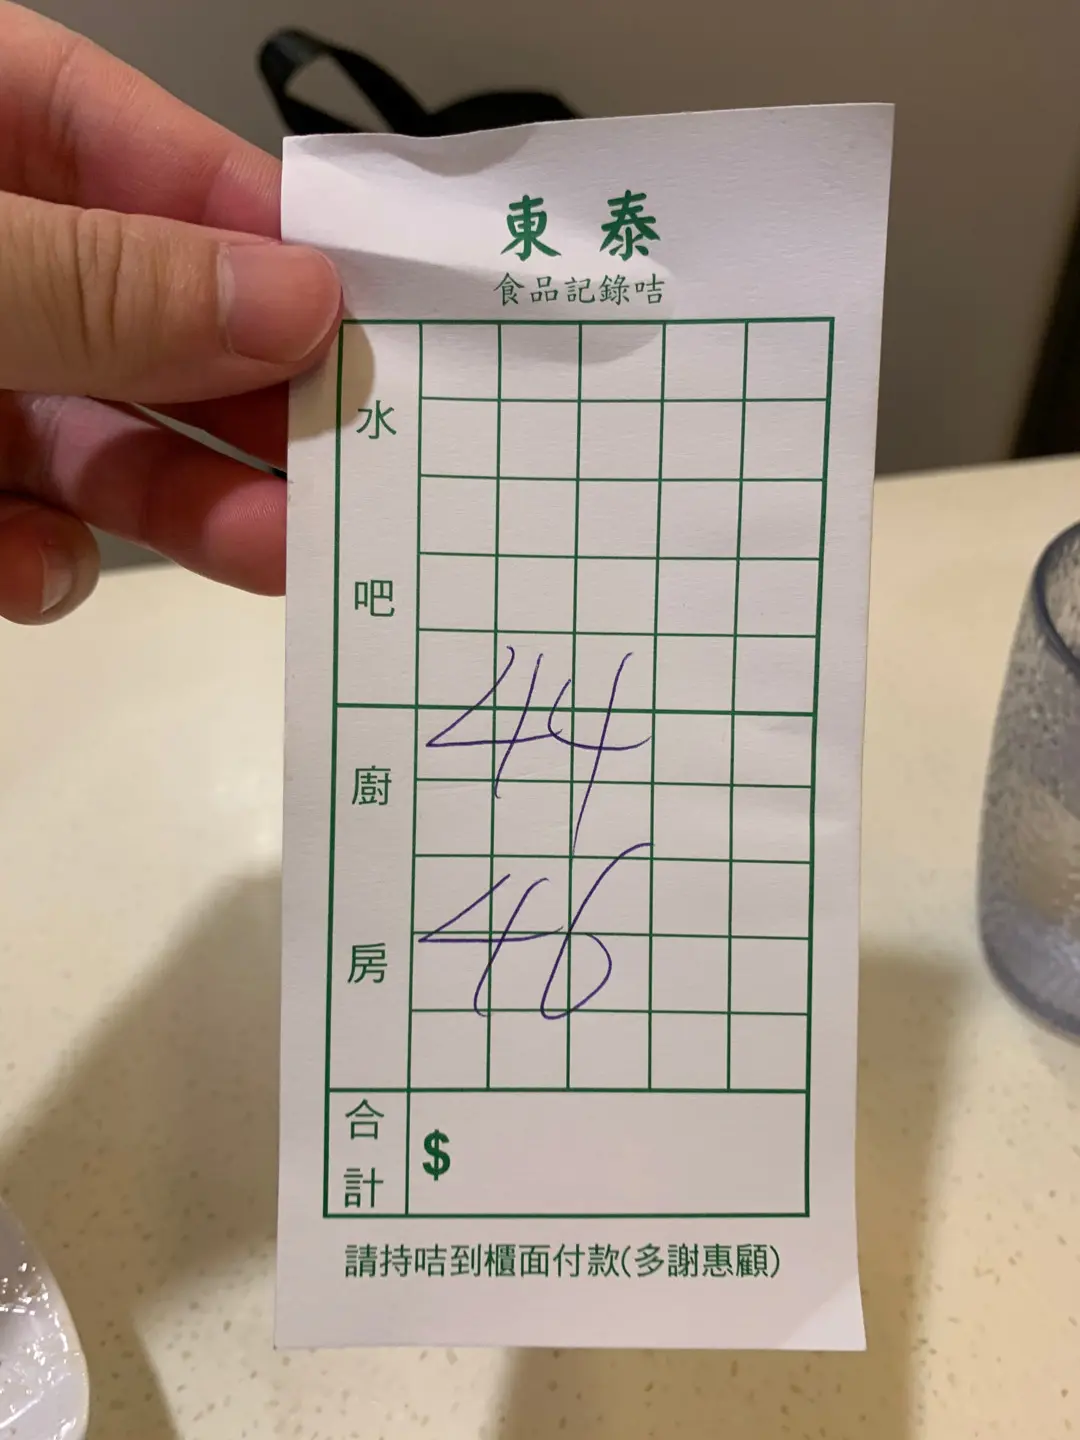 東泰
食品記錄咭
水吧
44
廚房
46
合計
$
請持咭到櫃面付款(多謝惠顧)